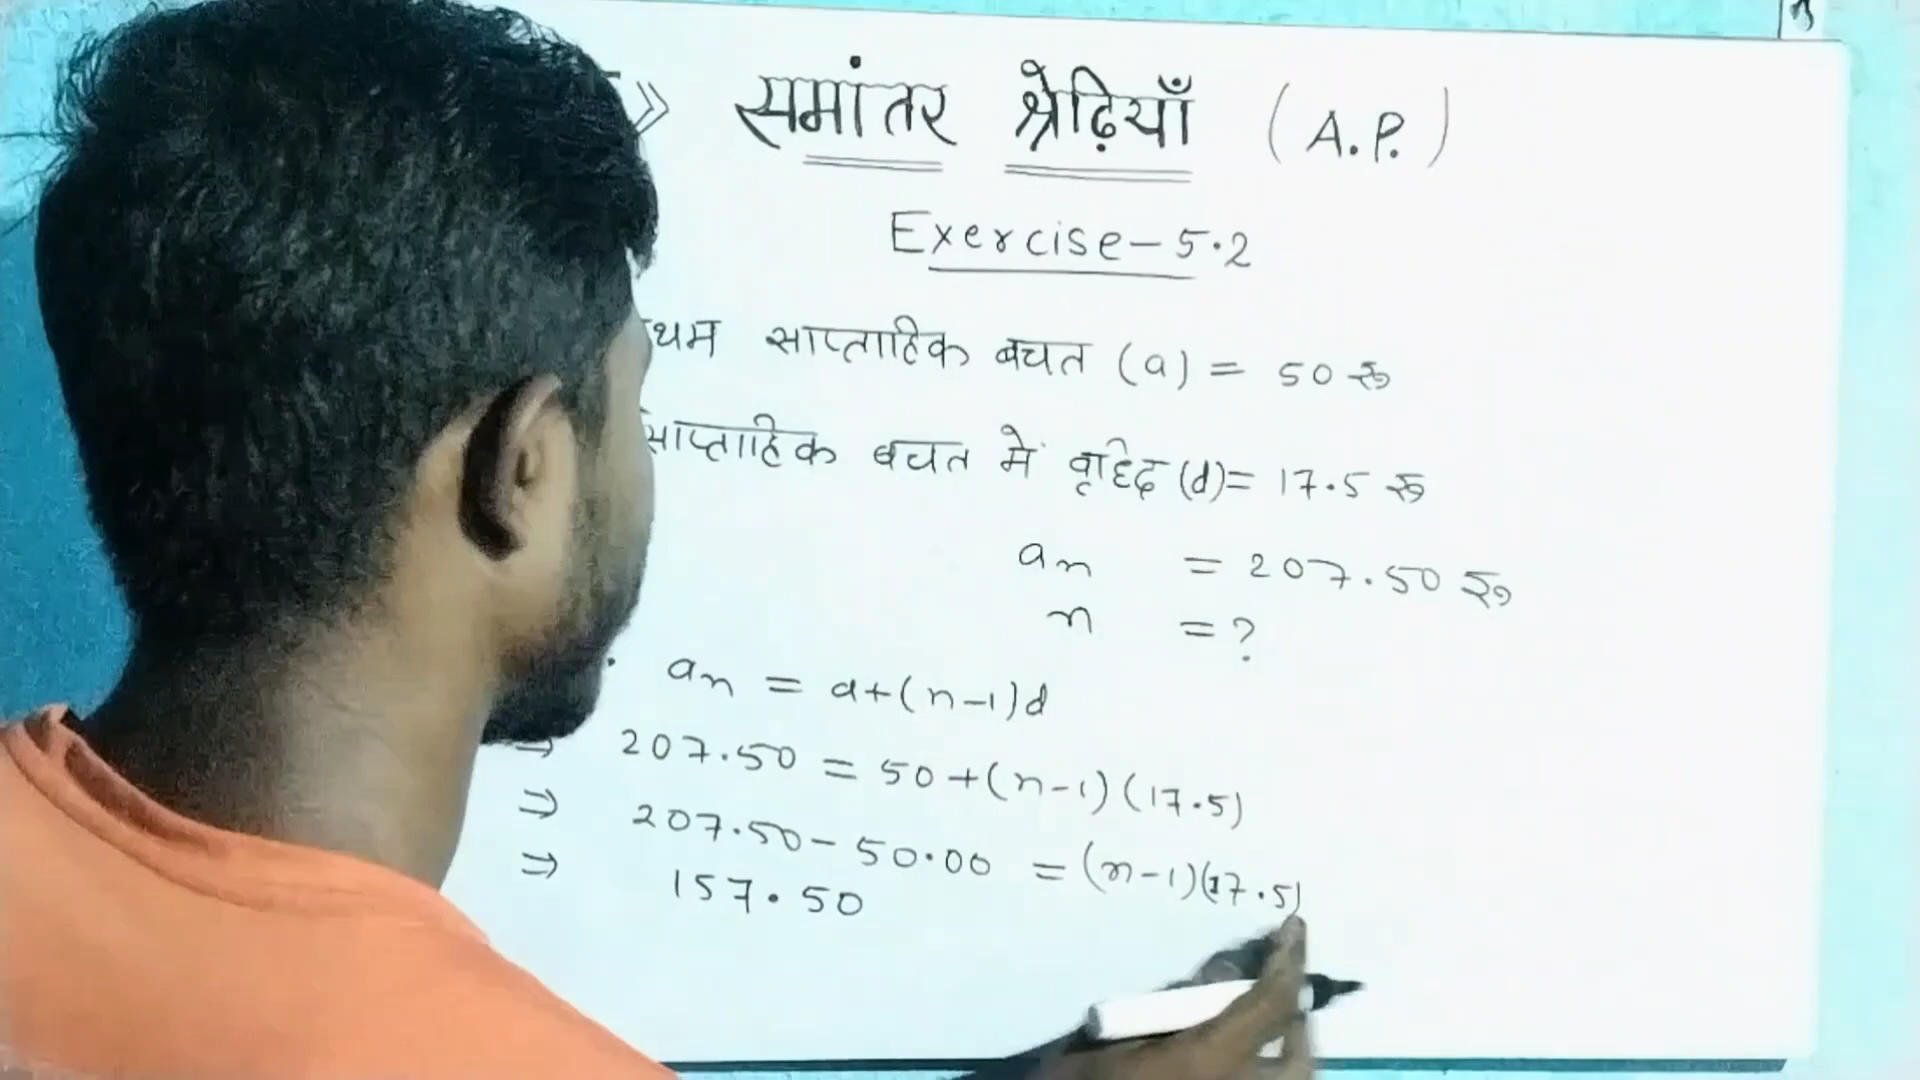 >> समांतर श्रेढ़ियाँ (A.P.)
Exercise-5.2
साप्ताहिक बचत (a) = 50 रू
साप्ताहिक बचत में वृद्धि (d) = 17.5 रू
an = 207.50 रू
n = ?
an = a+(n-1)d
⇒ 207.50 = 50+(n-1)(17.5)
⇒ 207.50-50.00 = (n-1)(17.5)
⇒ 157.50